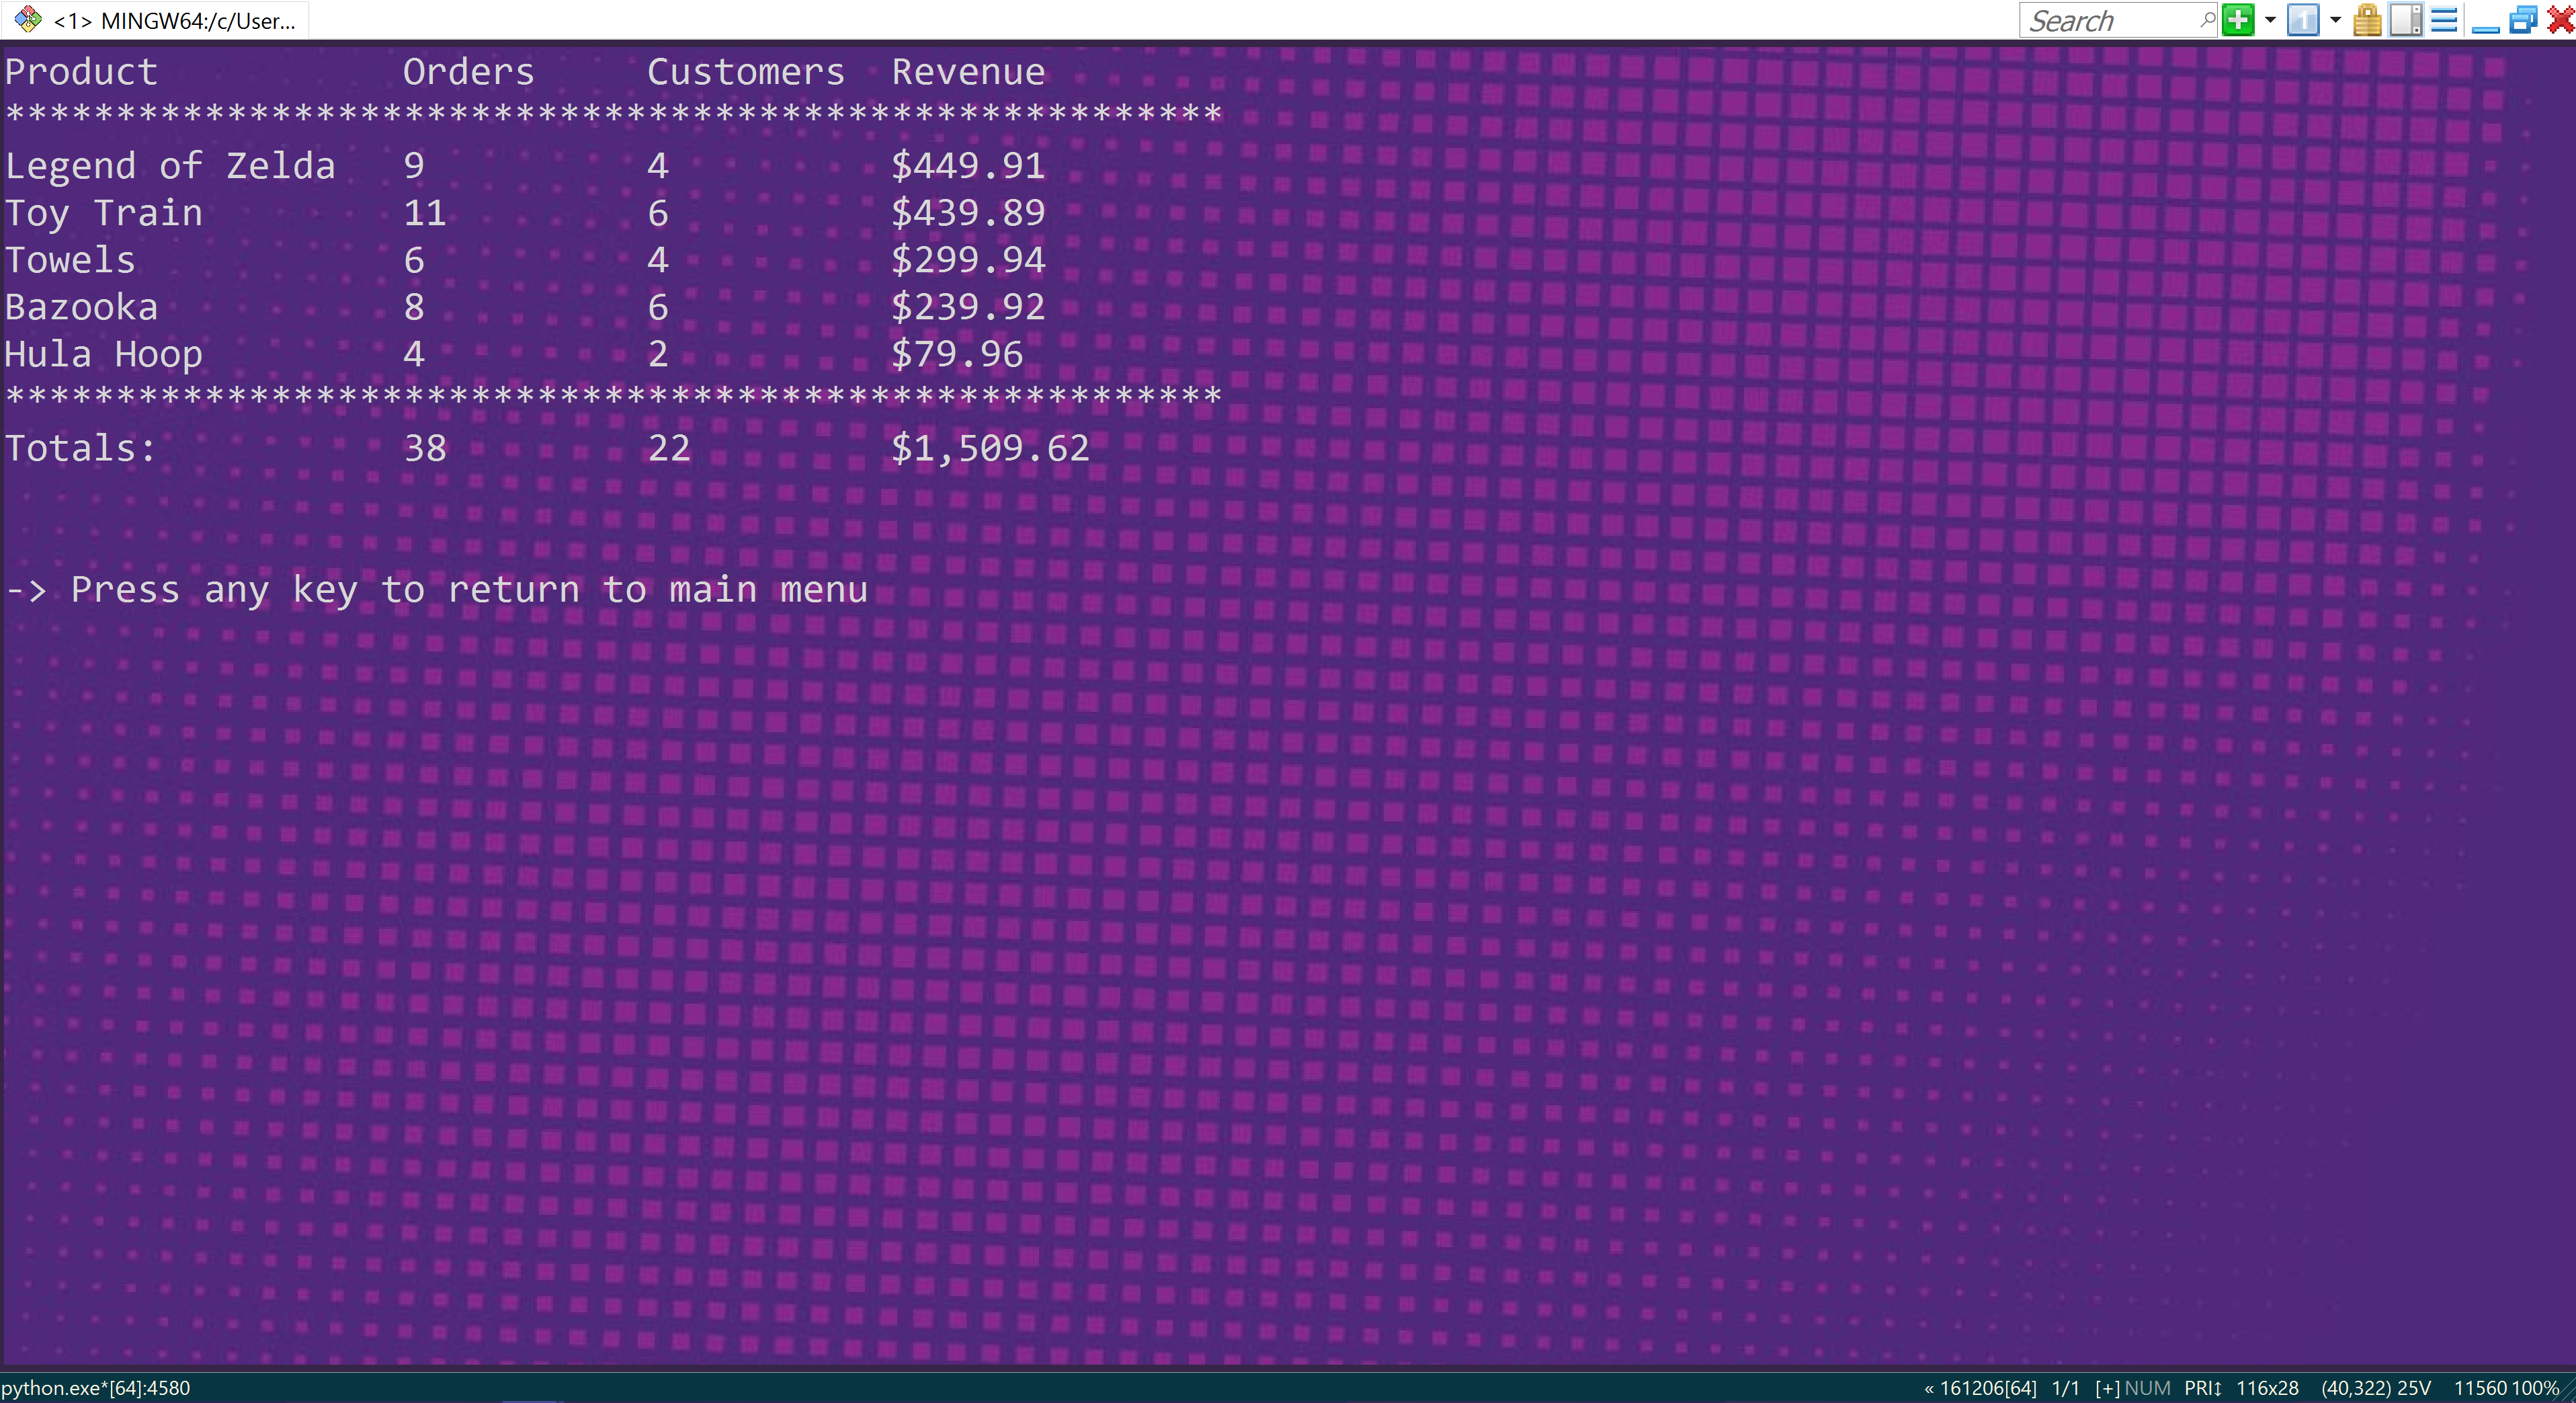 <1> MINGW64:/c/User...
Search
1
Product Orders Customers Revenue
*******************************************************
Legend of Zelda 9 4 $449.91
Toy Train 11 6 $439.89
Towels 6 4 $299.94
Bazooka 8 6 $239.92
Hula Hoop 4 2 $79.96
*******************************************************
Totals: 38 22 $1,509.62
-> Press any key to return to main menu
python.exe*[64]:4580 « 161206[64] 1/1 [+] NUM PRI↕ 116x28 (40,322) 25V 11560 100%